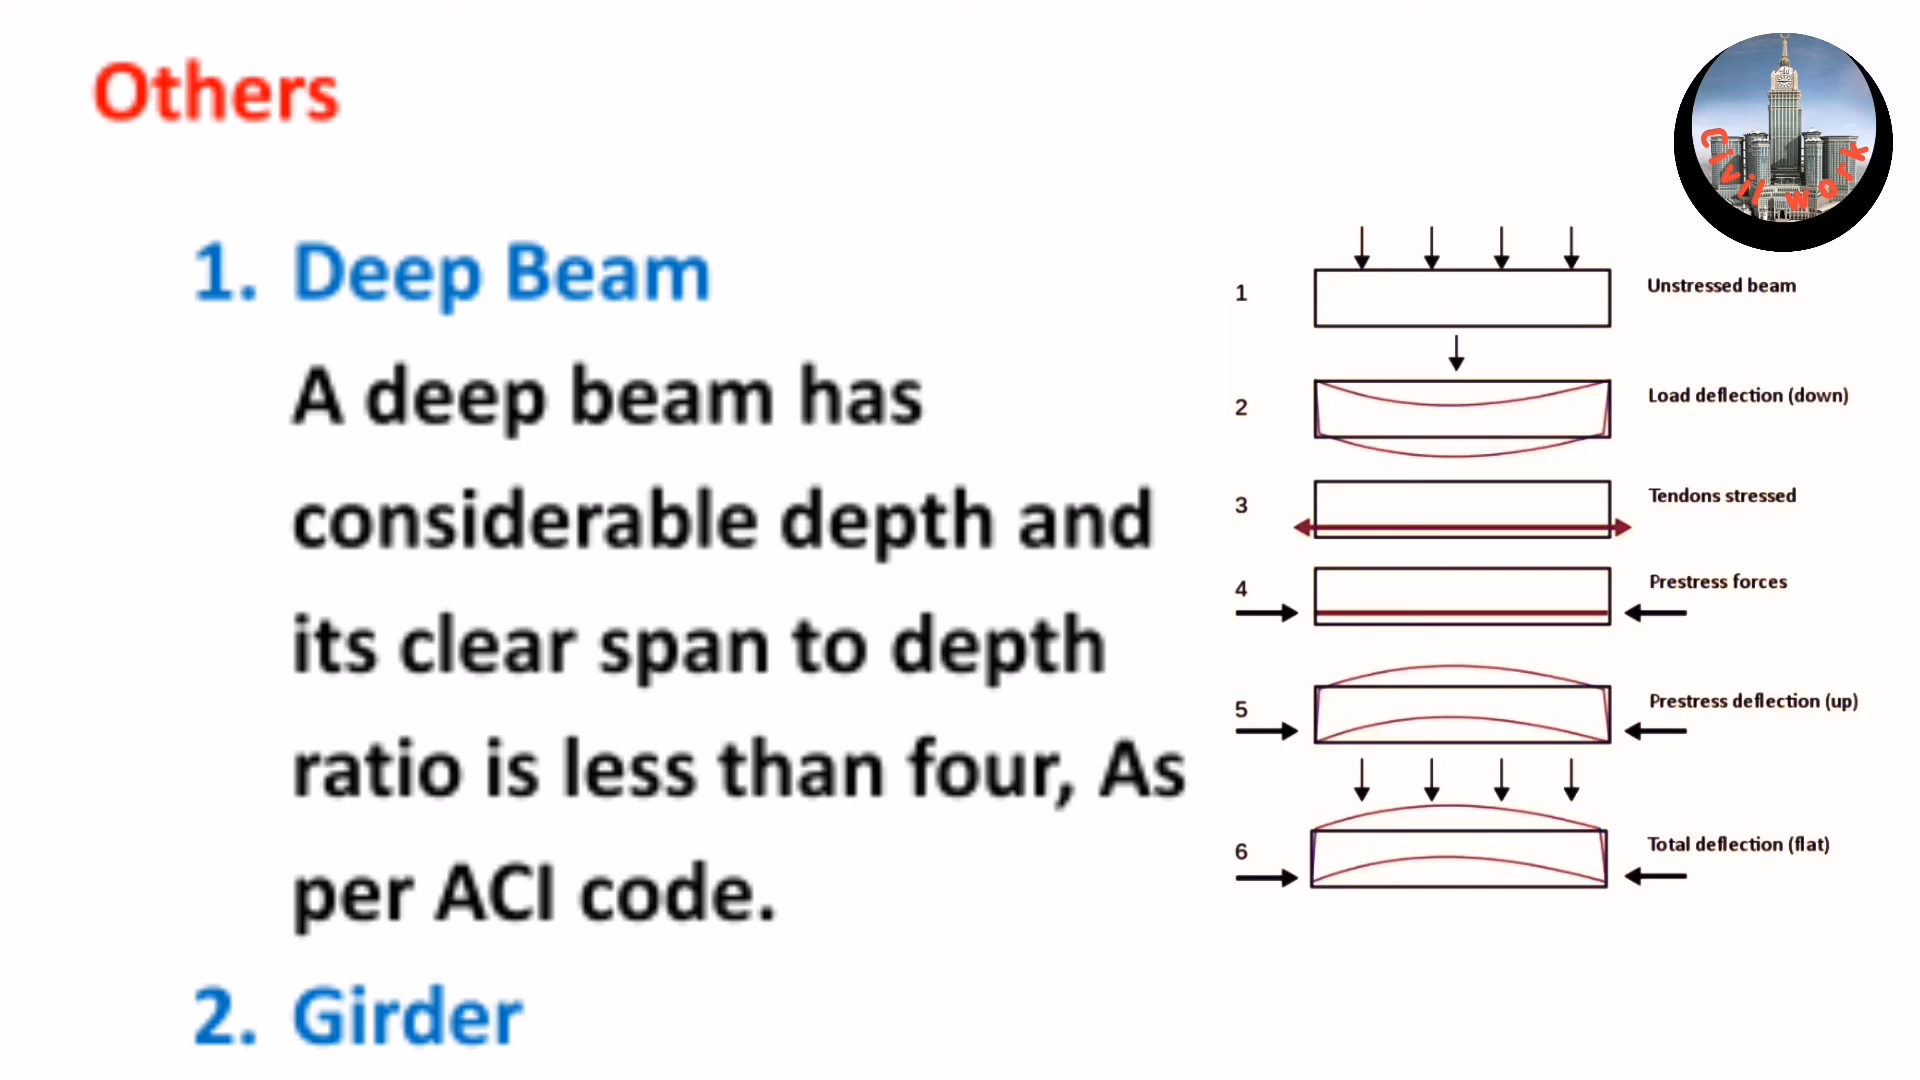 Others
Civil work
1. Deep Beam
A deep beam has
considerable depth and
its clear span to depth
ratio is less than four, As
per ACI code.
2. Girder
1 Unstressed beam
2 Load deflection (down)
3 Tendons stressed
4 Prestress forces
5 Prestress deflection (up)
6 Total deflection (flat)